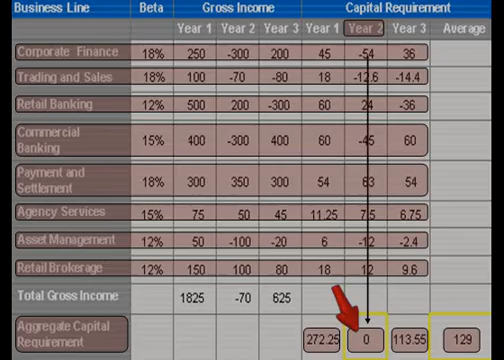 Business Line Beta Gross Income Capital Requirement
Year 1 Year 2 Year 3 Year 1 Year 2 Year 3 Average
Corporate Finance 18% 250 -300 200 45 -54 36
Trading and Sales 18% 100 -70 -80 18 -12.6 -14.4
Retail Banking 12% 500 200 -300 60 24 -36
Commercial
Banking 15% 400 -300 400 60 -45 60
Payment and
Settlement 18% 300 350 300 54 63 54
Agency Services 15% 75 50 45 11.25 7.5 6.75
Asset Management 12% 50 -100 -20 6 -12 -2.4
Retail Brokerage 12% 150 100 80 18 12 9.6
Total Gross Income 1825 -70 625
Aggregate Capital
Requirement 272.25 0 113.55 129